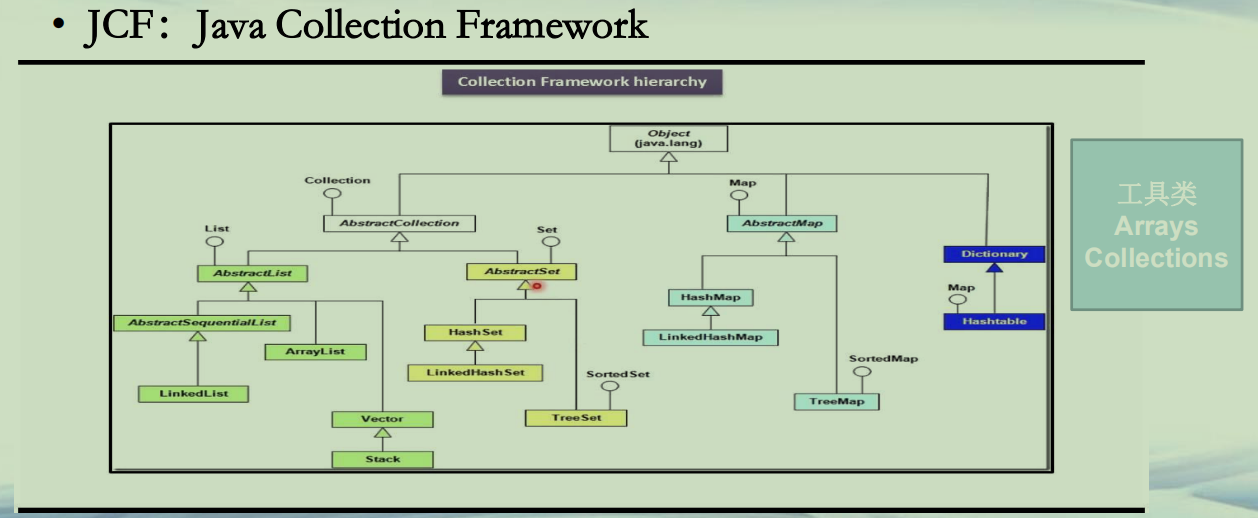 • JCF：Java Collection Framework
Collection Framework hierarchy
Object
(java.lang)
Collection
Map
AbstractCollection
AbstractMap
List
Set
AbstractList
AbstractSet
Dictionary
Map
Hashtable
HashMap
LinkedHashMap
AbstractSequentialList
ArrayList
HashSet
LinkedHashSet
SortedSet
SortedMap
LinkedList
TreeMap
Vector
TreeSet
Stack
工具类
Arrays
Collections